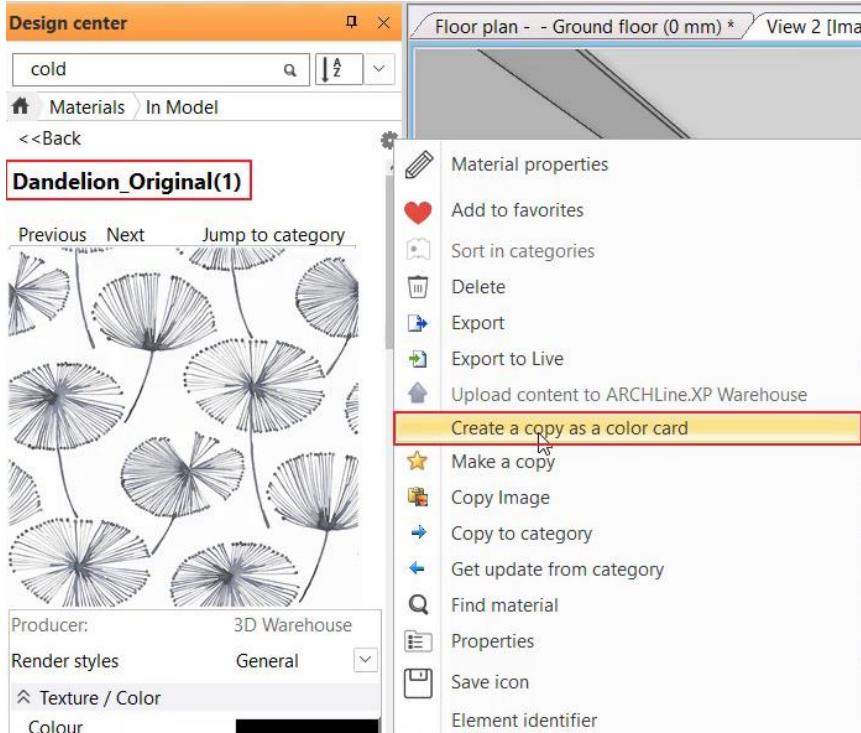 Design center
Floor plan - - Ground floor (0 mm) *
View 2 [Ima
cold
A
Z
Materials
In Model
<<Back
Dandelion_Original(1)
Previous
Next
Jump to category
Producer:
3D Warehouse
Render styles
General
Texture / Color
Colour
Material properties
Add to favorites
Sort in categories
Delete
Export
Export to Live
Upload content to ARCHLine.XP Warehouse
Create a copy as a color card
Make a copy
Copy Image
Copy to category
Get update from category
Find material
Properties
Save icon
Element identifier